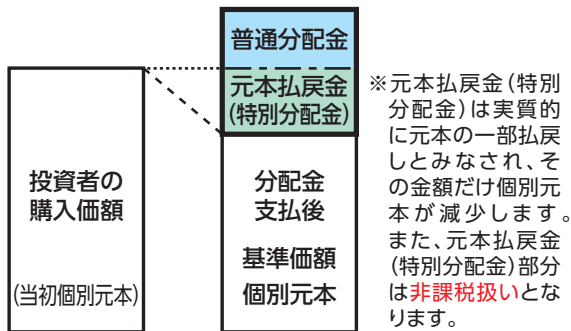 普通分配金
元本払戻金
(特別分配金)
投資者の
購入価額
(当初個別元本)
分配金
支払後
基準価額
個別元本
※元本払戻金(特別
分配金)は実質的
に元本の一部払戻
しとみなされ、そ
の金額だけ個別元
本が減少します。
また、元本払戻金
(特別分配金)部分
は非課税扱いとな
ります。